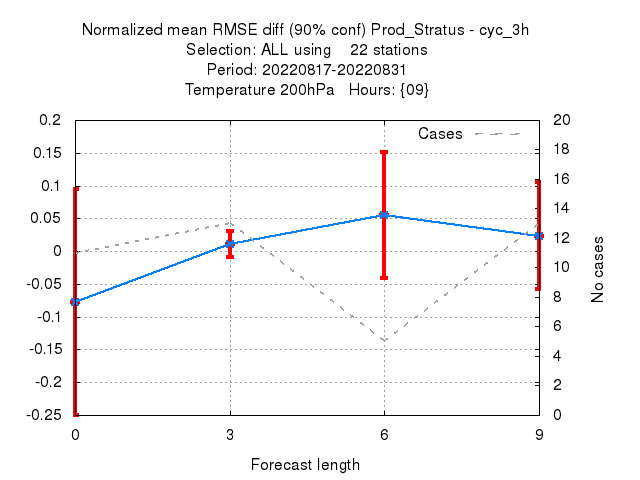 Normalized mean RMSE diff (90% conf) Prod_Stratus - cyc_3h
Selection: ALL using    22 stations
Period: 20220817-20220831
Temperature 200hPa   Hours: {09}
Cases
0.2
0.15
0.1
0.05
0
-0.05
-0.1
-0.15
-0.2
-0.25
20
18
16
14
12
10
8
6
4
2
0
No cases
0 3 6 9
Forecast length